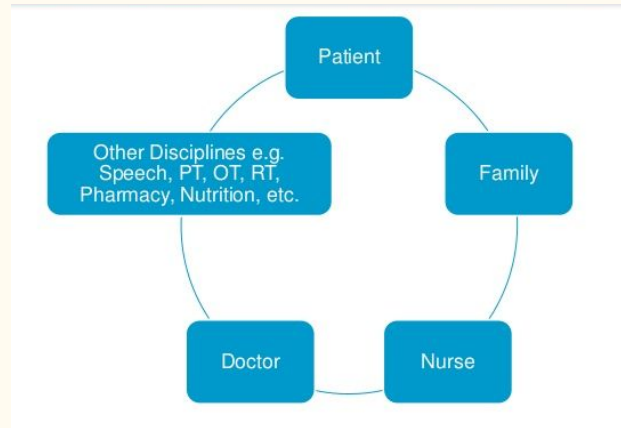 Patient
Other Disciplines e.g.
Speech, PT, OT, RT,
Pharmacy, Nutrition, etc.
Family
Doctor
Nurse